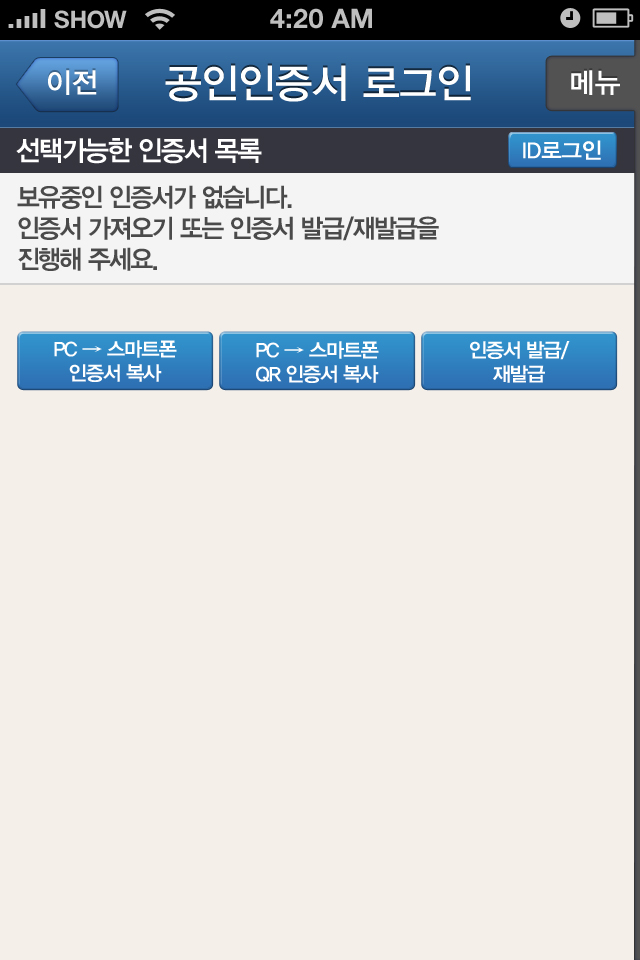 SHOW 4:20 AM
이전 공인인증서 로그인 메뉴
선택가능한 인증서 목록 ID로그인
보유중인 인증서가 없습니다.
인증서 가져오기 또는 인증서 발급/재발급을
진행해 주세요.
PC → 스마트폰
인증서 복사
PC → 스마트폰
QR 인증서 복사
인증서 발급/
재발급